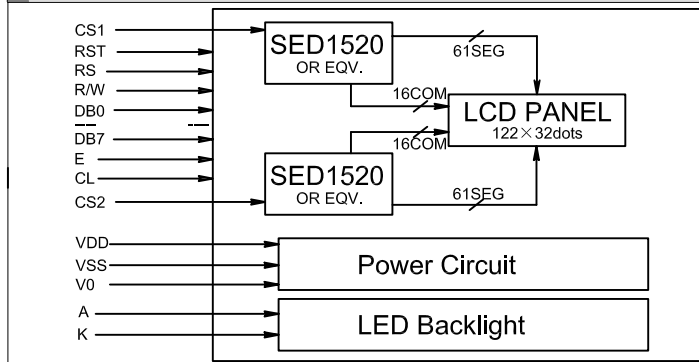 CS1
RST
RS
R/W
DB0
DB7
E
CL
CS2
VDD
VSS
V0
A
K
SED1520
OR EQV.
61SEG
16COM
LCD PANEL
122×32dots
16COM
SED1520
OR EQV.
61SEG
Power Circuit
LED Backlight